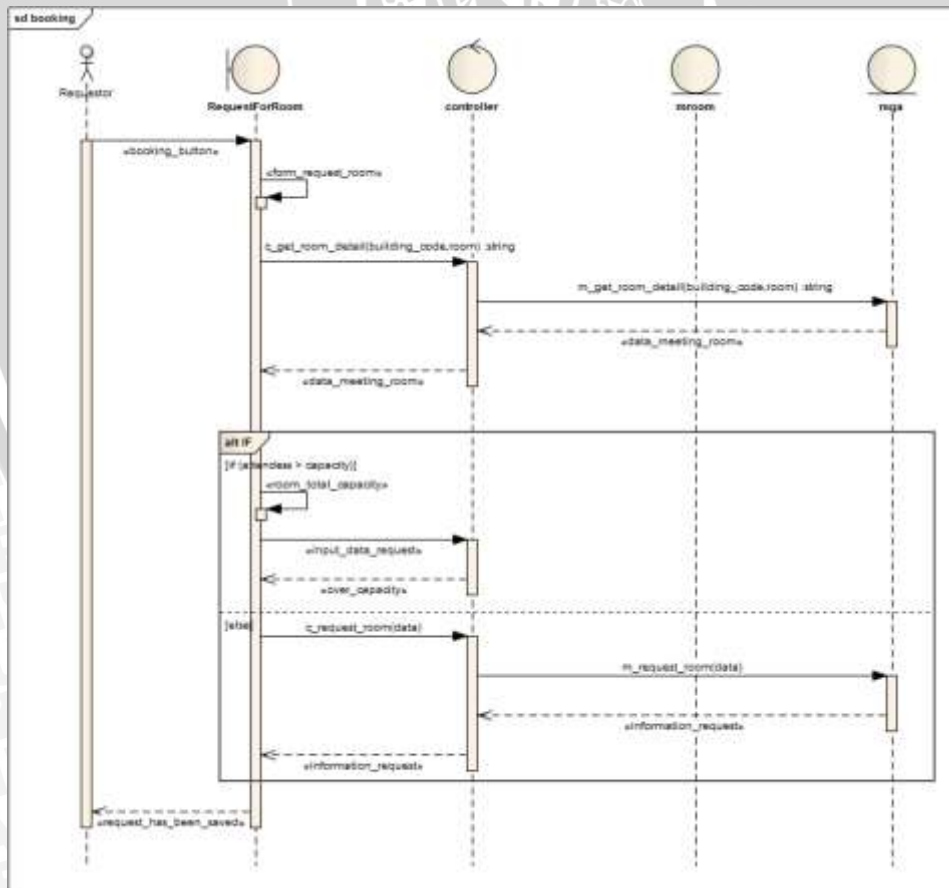 sd booking
Requestor
RequestForRoom
controller
mroom
mga
«booking_button»
«form_request_room»
c_get_room_detail(building_code,room) :string
m_get_room_detail(building_code,room) :string
«data_meeting_room»
«data_meeting_room»
alt IF
[if (attendess > capacity)]
«room_total_capacity»
«input_data_request»
«over_capacity»
[else]
c_request_room(data)
m_request_room(data)
«information_request»
«information_request»
«request_has_been_saved»